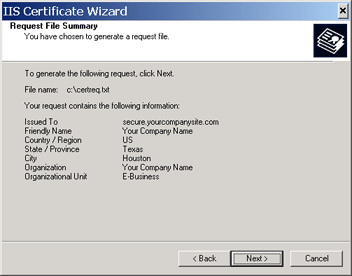 IIS Certificate Wizard
Request File Summary
You have chosen to generate a request file.
To generate the following request, click Next.
File name: c:\certreq.txt
Your request contains the following information:
Issued To secure.yourcompanysite.com
Friendly Name Your Company Name
Country / Region US
State / Province Texas
City Houston
Organization Your Company Name
Organizational Unit E-Business
< Back Next > Cancel